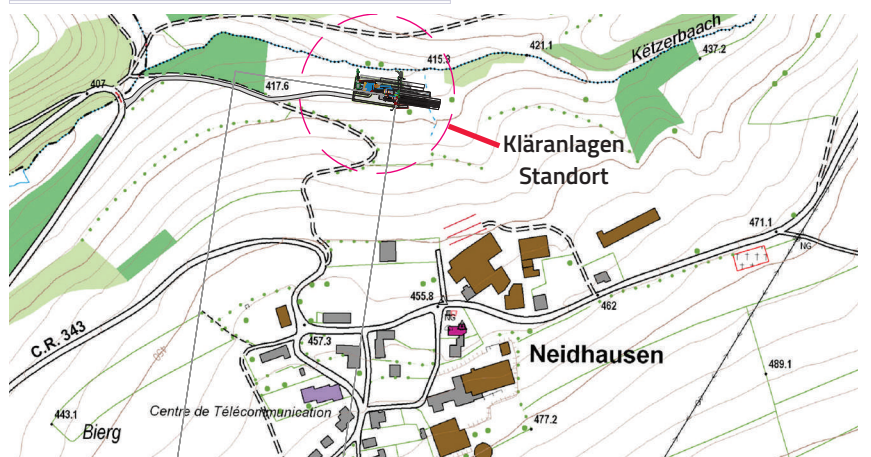 Këtzerbaach
421.1
415.3
437.2
407
417.6
Kläranlagen
Standort
471.1
NG
455.8
462
NG
C.R. 343
457.3
Neidhausen
489.1
443.1
Centre de Télécommunication
Bierg
477.2